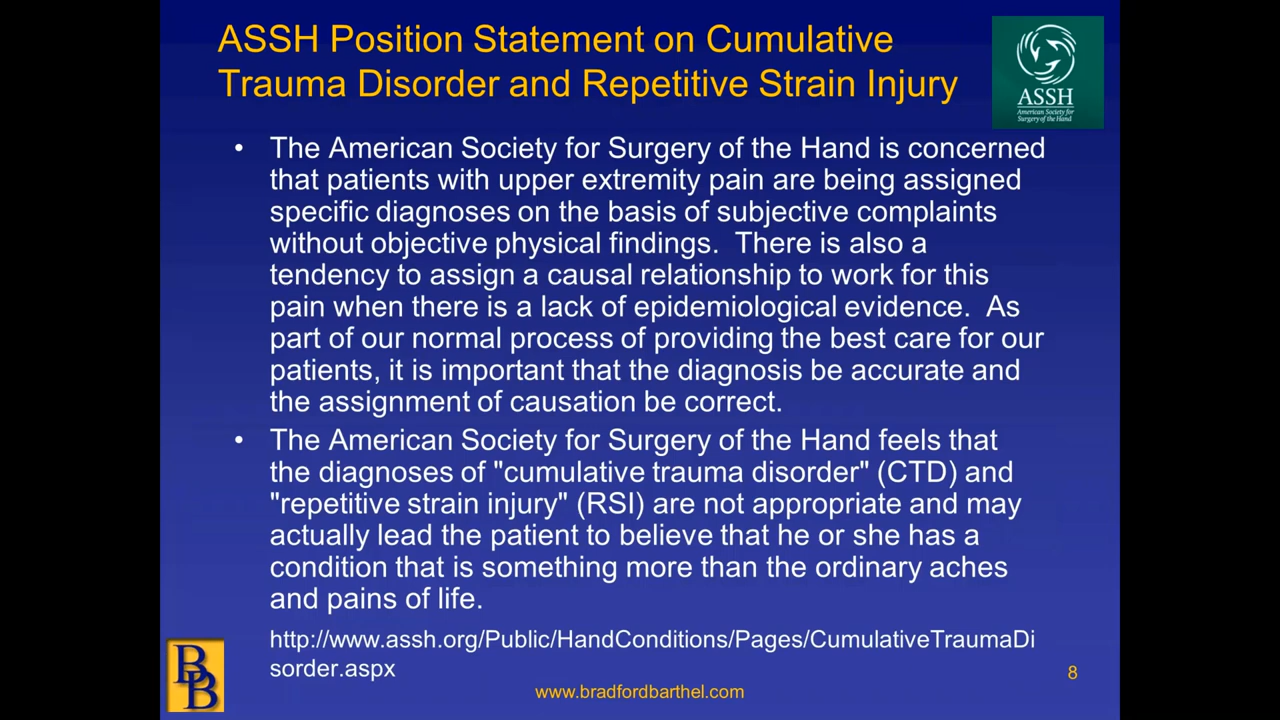 ASSH Position Statement on Cumulative
Trauma Disorder and Repetitive Strain Injury
ASSH
American Society for
Surgery of the Hand
• The American Society for Surgery of the Hand is concerned
that patients with upper extremity pain are being assigned
specific diagnoses on the basis of subjective complaints
without objective physical findings.  There is also a
tendency to assign a causal relationship to work for this
pain when there is a lack of epidemiological evidence.  As
part of our normal process of providing the best care for our
patients, it is important that the diagnosis be accurate and
the assignment of causation be correct.
• The American Society for Surgery of the Hand feels that
the diagnoses of "cumulative trauma disorder" (CTD) and
"repetitive strain injury" (RSI) are not appropriate and may
actually lead the patient to believe that he or she has a
condition that is something more than the ordinary aches
and pains of life.
http://www.assh.org/Public/HandConditions/Pages/CumulativeTraumaDi
sorder.aspx
BB
www.bradfordbarthel.com
8